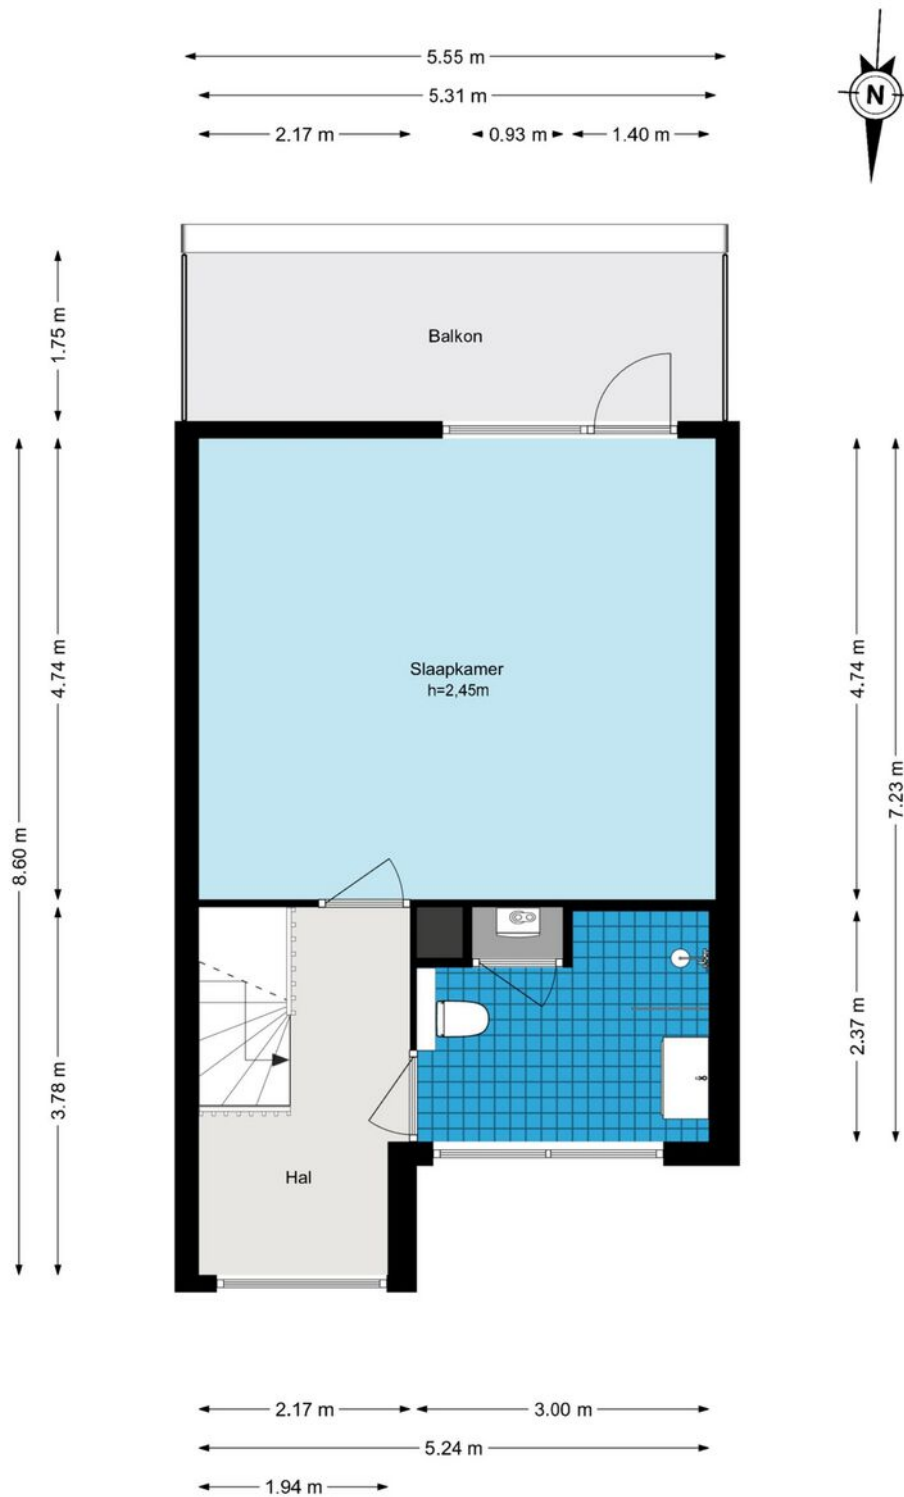 5.55 m
5.31 m
2.17 m
0.93 m
1.40 m
N
1.75 m
Balkon
8.60 m
4.74 m
Slaapkamer
h=2,45m
4.74 m
7.23 m
3.78 m
2.37 m
Hal
2.17 m
3.00 m
5.24 m
1.94 m